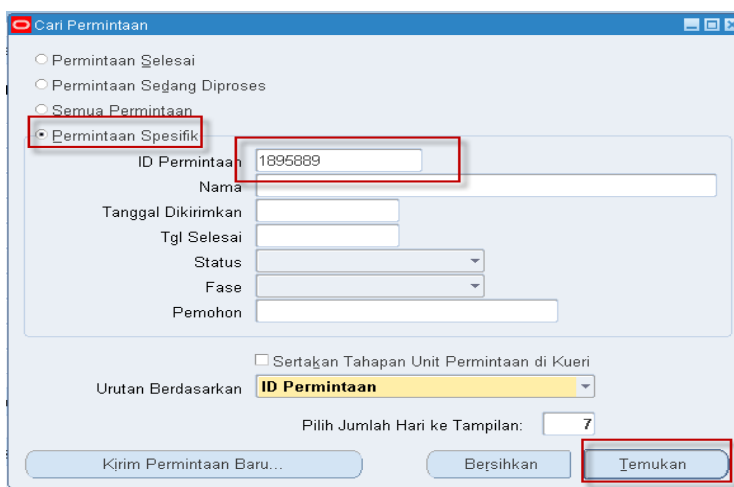 Cari Permintaan
Permintaan Selesai
Permintaan Sedang Diproses
Semua Permintaan
Permintaan Spesifik
ID Permintaan 1895889
Nama
Tanggal Dikirimkan
Tgl Selesai
Status
Fase
Pemohon
Sertakan Tahapan Unit Permintaan di Kueri
Urutan Berdasarkan ID Permintaan
Pilih Jumlah Hari ke Tampilan: 7
Kirim Permintaan Baru... Bersihkan Temukan